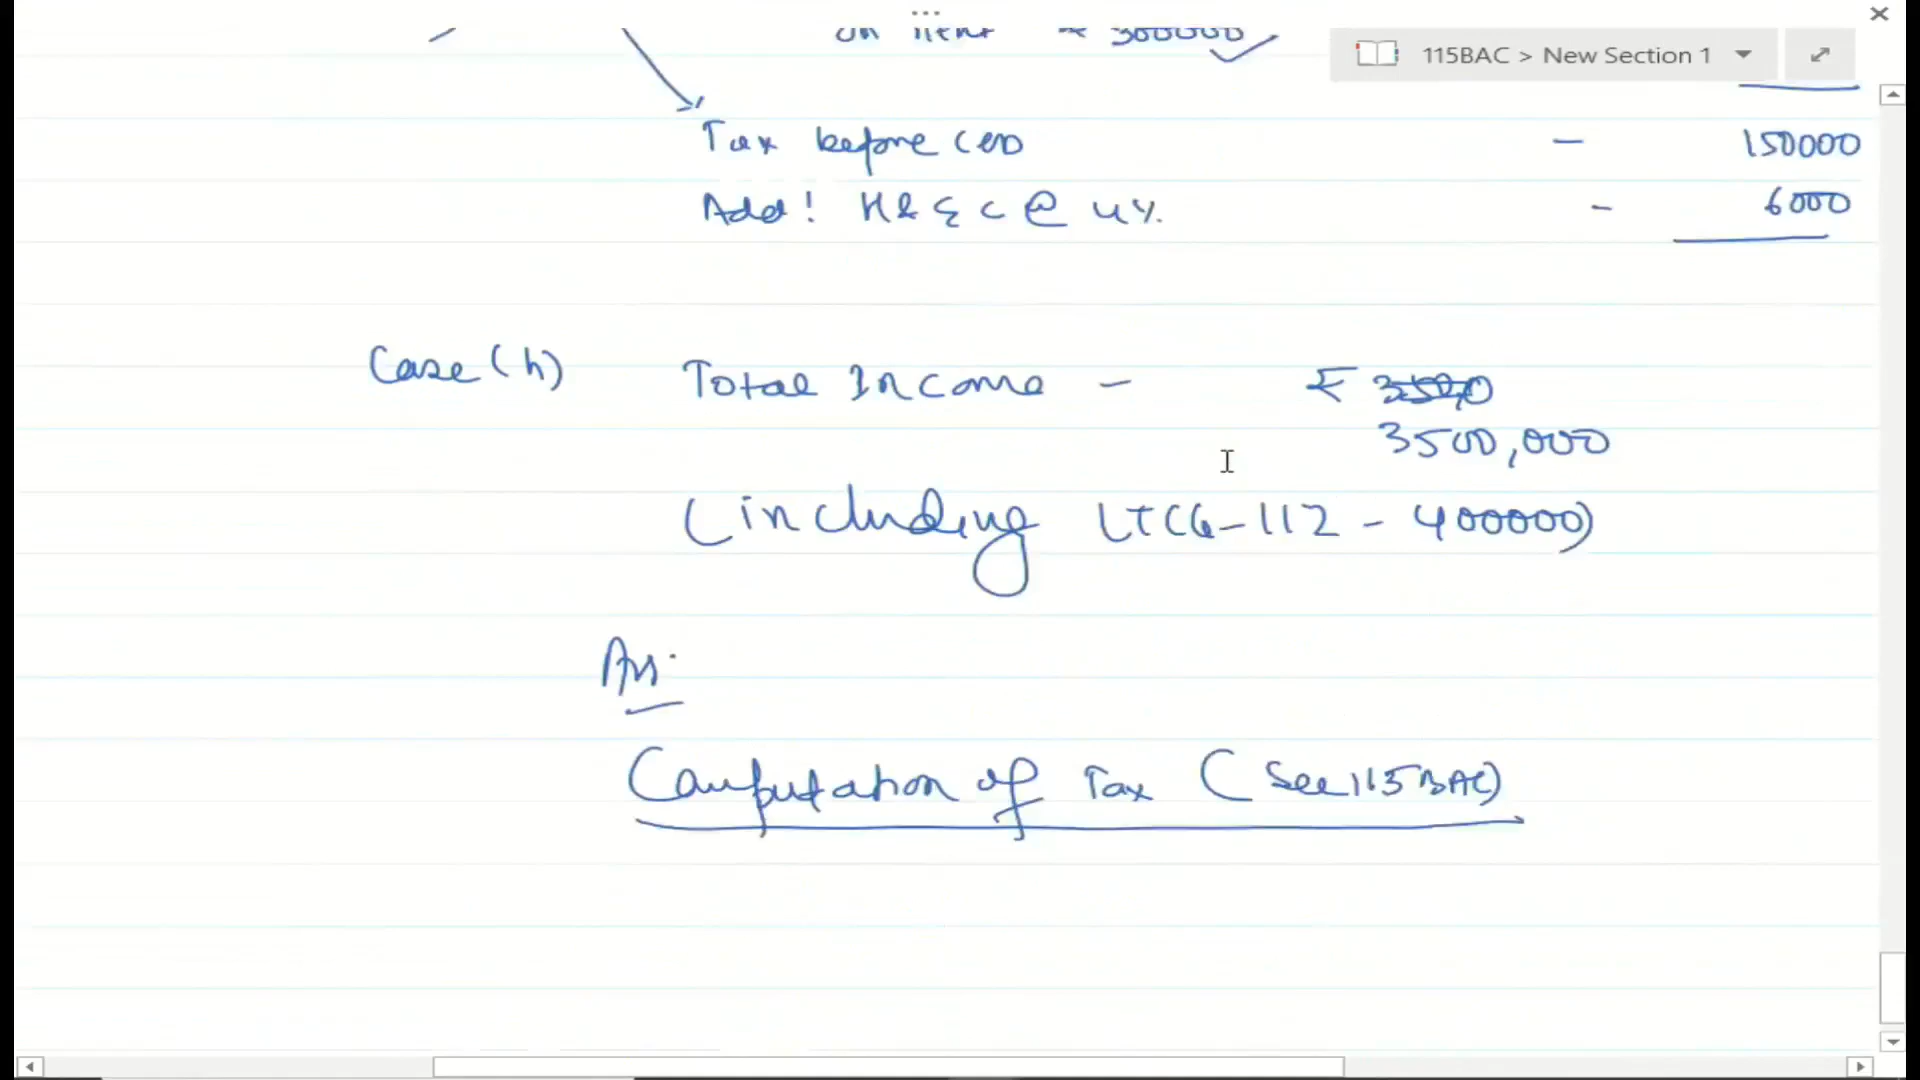 115BAC > New Section 1
300000
Tax before Cess - 150000
Add: H & EC @ 4% - 6000
Case (h) Total Income - ₹
3500,000
(including LTCG-112 - 400000)
Ans.
Computation of Tax (Sec 115BAC)